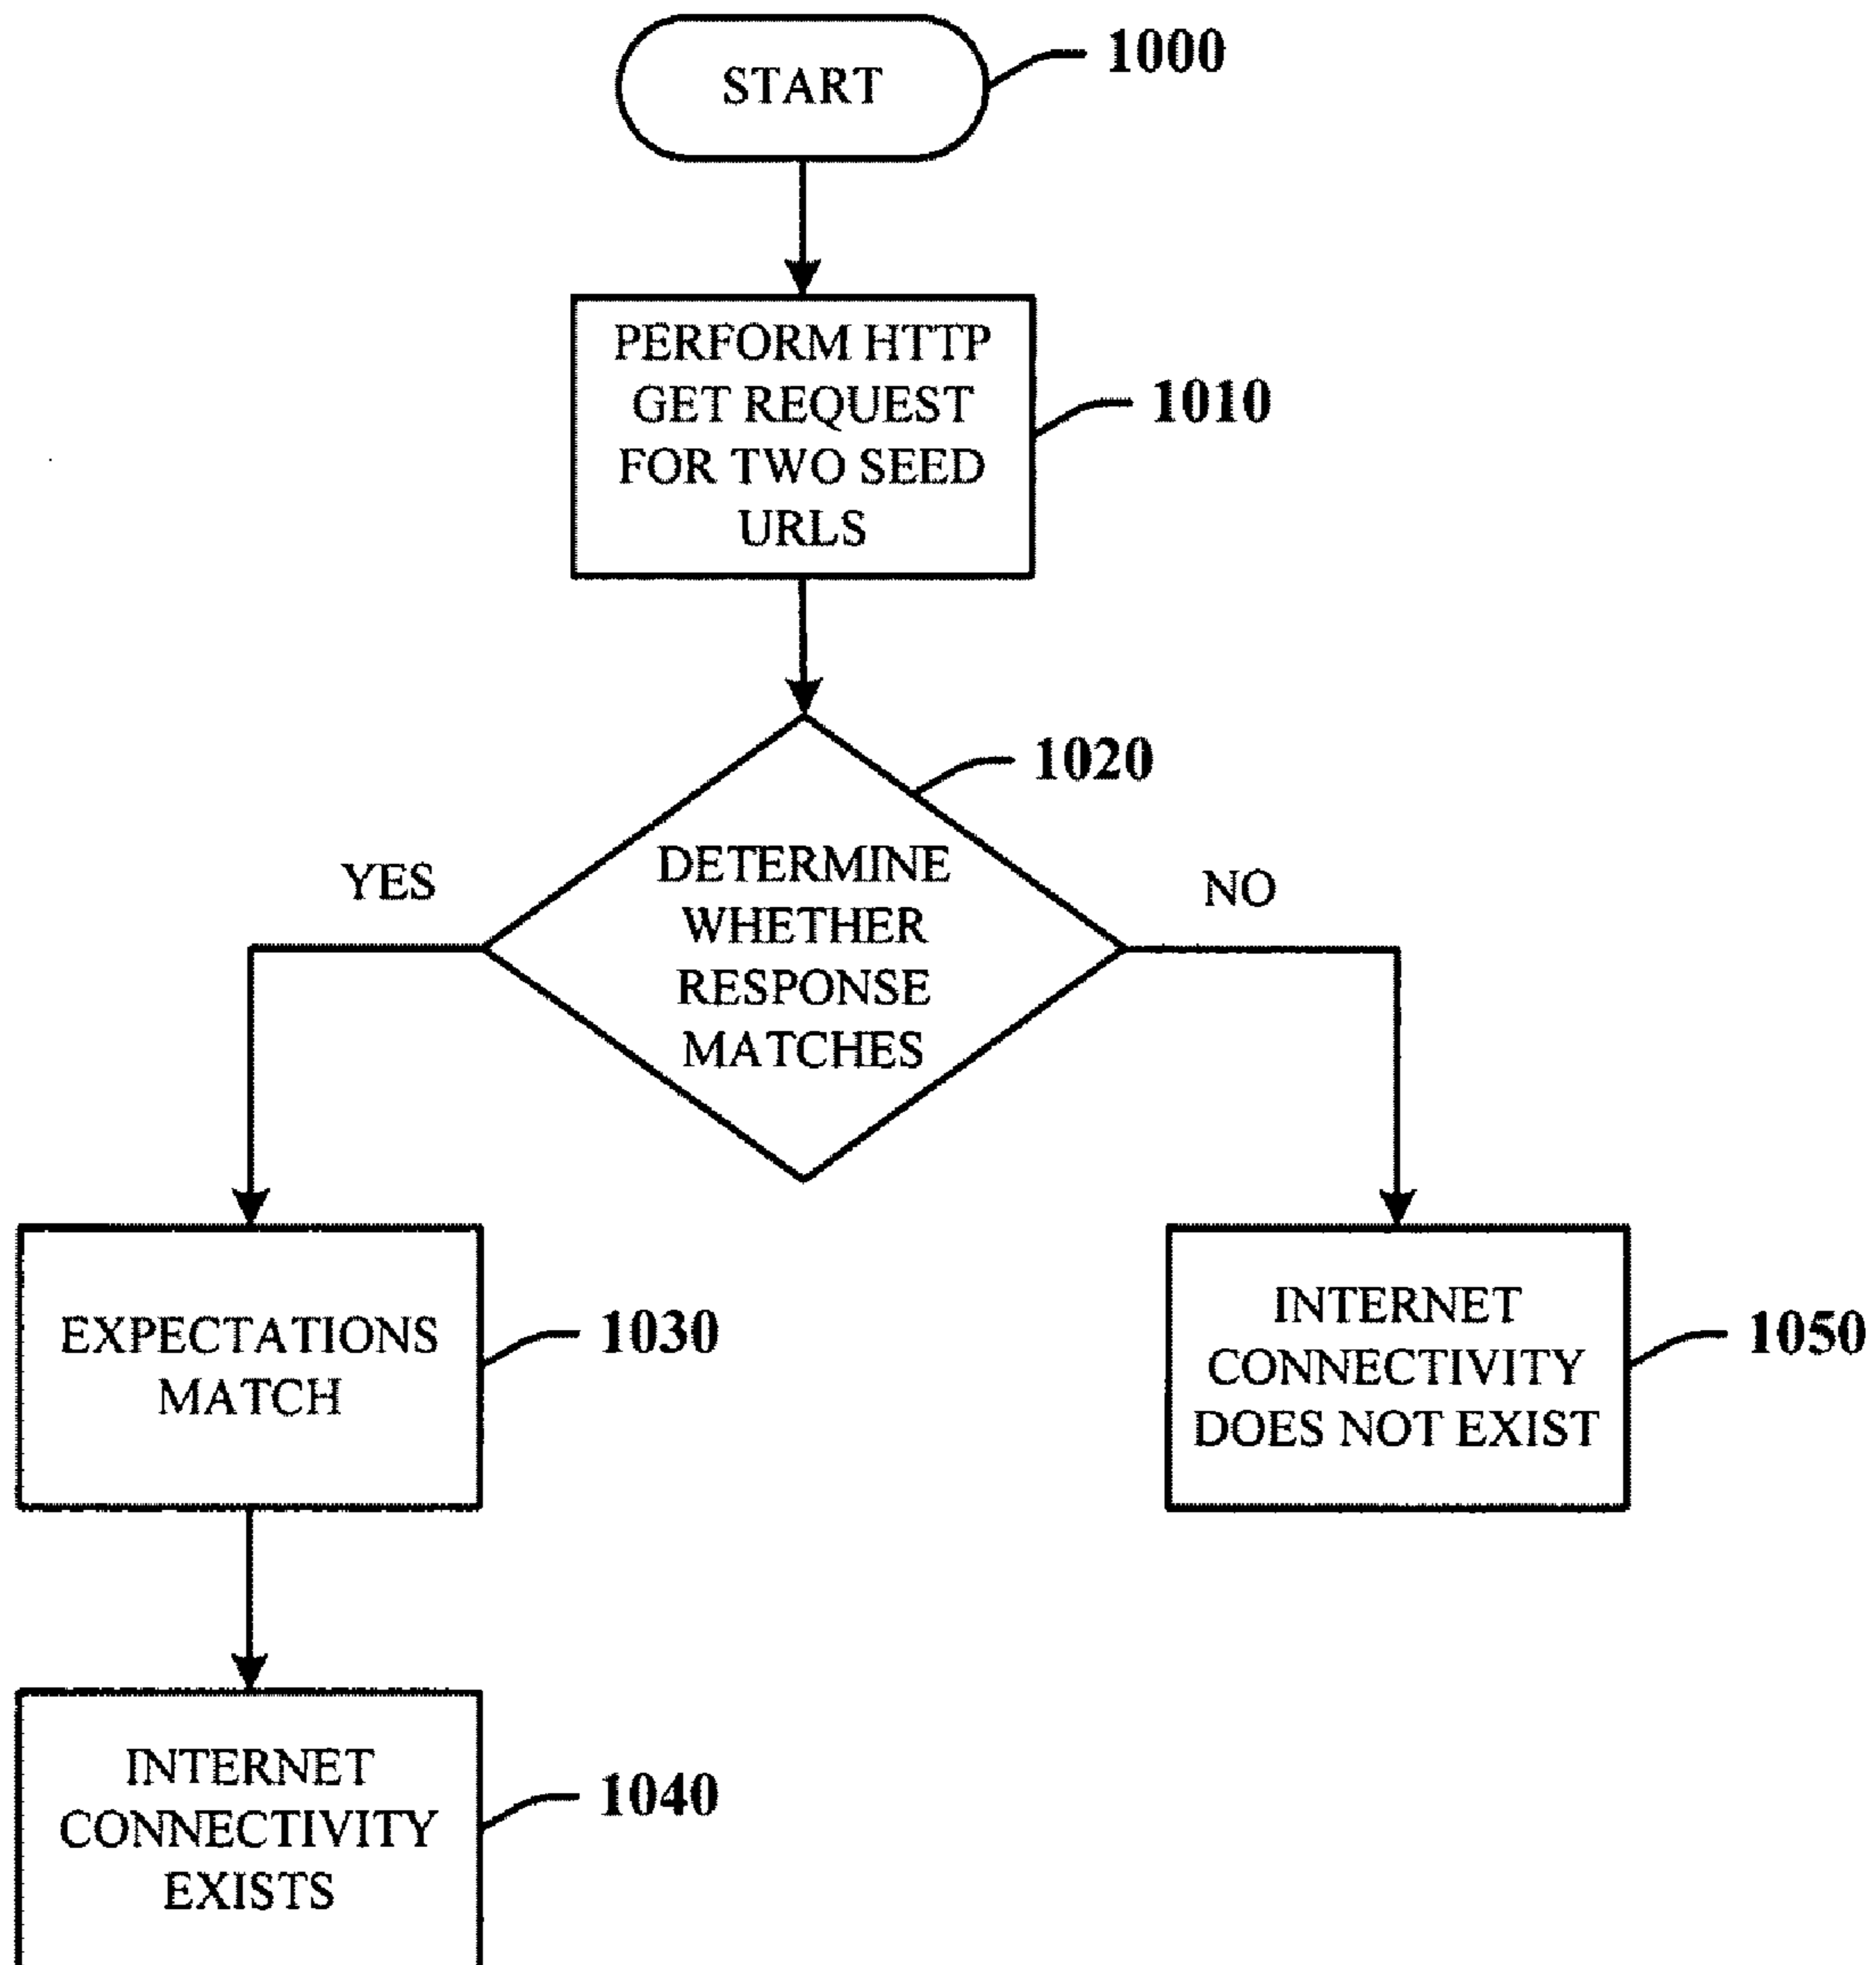 START
1000
PERFORM HTTP
GET REQUEST
FOR TWO SEED
URLS
1010
1020
DETERMINE
WHETHER
RESPONSE
MATCHES
YES
NO
EXPECTATIONS
MATCH
1030
INTERNET
CONNECTIVITY
DOES NOT EXIST
1050
INTERNET
CONNECTIVITY
EXISTS
1040